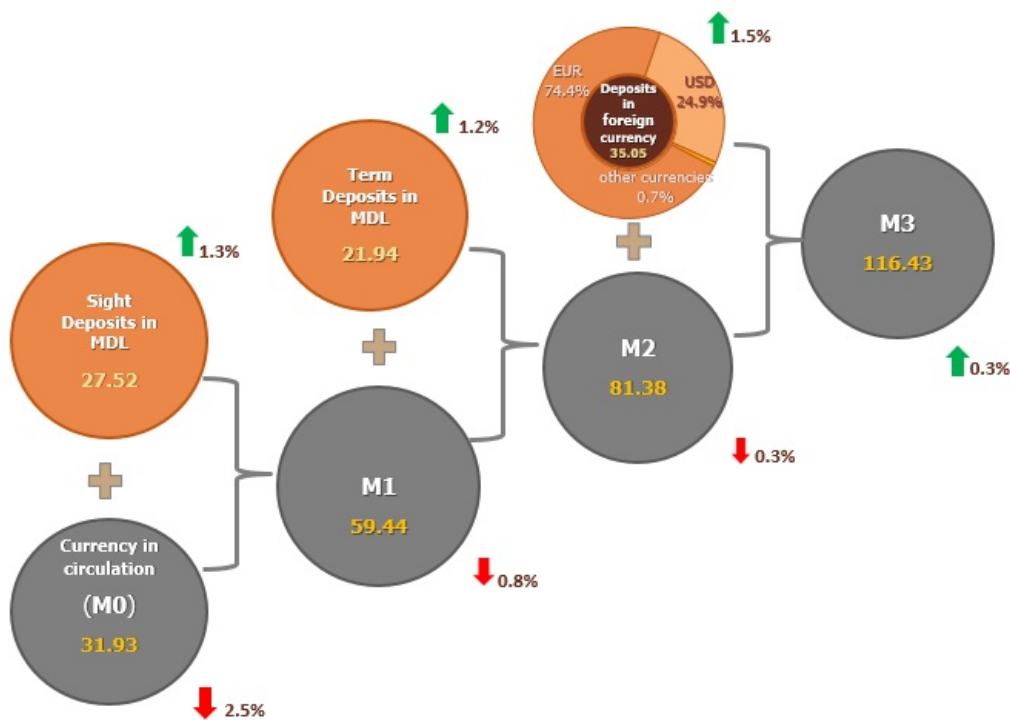 1.5%
EUR
74,4%
USD
24.9%
Deposits
in
foreign
currency
35.05
other currencies
0.7%
1.2%
Term
Deposits in
MDL
21.94
M3
116.43
1.3%
Sight
Deposits in
MDL
27.52
M2
81.38
0.3%
0.3%
M1
59.44
Currency in
circulation
(M0)
31.93
0.8%
2.5%